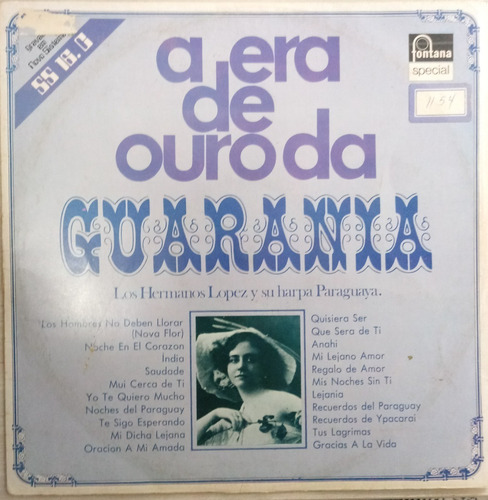 fontana
special
11.54
a era
de
ouro da
GUARANIA
Los Hermanos Lopez y su harpa Paraguaya.
Los Hombres No Deben Llorar
(Nova Flor)
Noche En El Corazon
India
Saudade
Mui Cerca de Ti
Yo Te Quiero Mucho
Noches del Paraguay
Te Sigo Esperando
Mi Dicha Lejana
Oracion A Mi Amada
Quisiera Ser
Que Sera de Ti
Anahi
Mi Lejano Amor
Regalo de Amor
Mis Noches Sin Ti
Lejania
Recuerdos del Paraguay
Recuerdos de Ypacarai
Tus Lagrimas
Gracias A La Vida